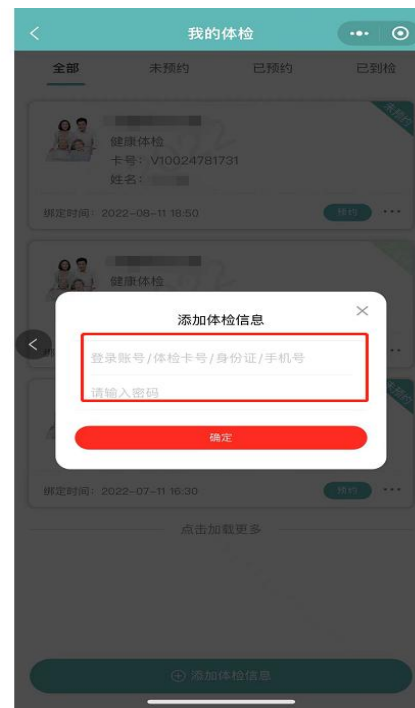 我的体检
全部 未预约 已预约 已到检
未预约
健康体检
卡号：V10024781731
姓名：
绑定时间：2022-08-11 18:50 预约
健康体检
添加体检信息
登录账号/体检卡号/身份证/手机号
请输入密码
确定
绑定时间：2022-07-11 16:30 预约
点击加载更多
添加体检信息